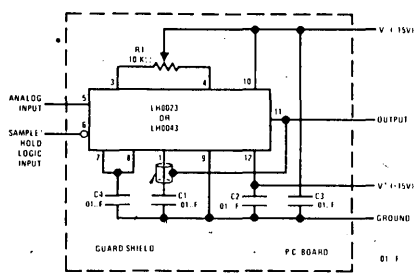 R1
10 K
V⁻ (-15V)
3
4
10
ANALOG
INPUT
5
LH0023
OR
LH0043
11
OUTPUT
SAMPLE/
HOLD
LOGIC
INPUT
6
7
8
1
9
12
V⁺ (-15V)
C4
.01 F
C1
.01 F
C2
.01 F
C3
.01 F
GROUND
GUARD SHIELD
PC BOARD
.01 F